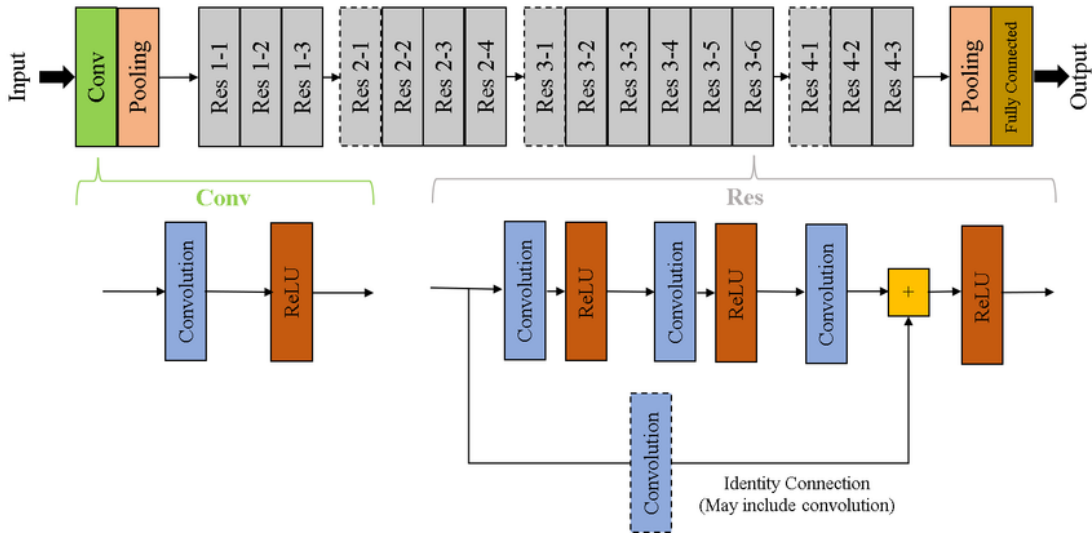 Input
Conv
Pooling
Res 1-1
Res 1-2
Res 1-3
Res 2-1
Res 2-2
Res 2-3
Res 2-4
Res 3-1
Res 3-2
Res 3-3
Res 3-4
Res 3-5
Res 3-6
Res 4-1
Res 4-2
Res 4-3
Pooling
Fully Connected
Output
Conv
Res
Convolution
ReLU
Convolution
ReLU
Convolution
ReLU
Convolution
+
ReLU
Convolution
Identity Connection
(May include convolution)